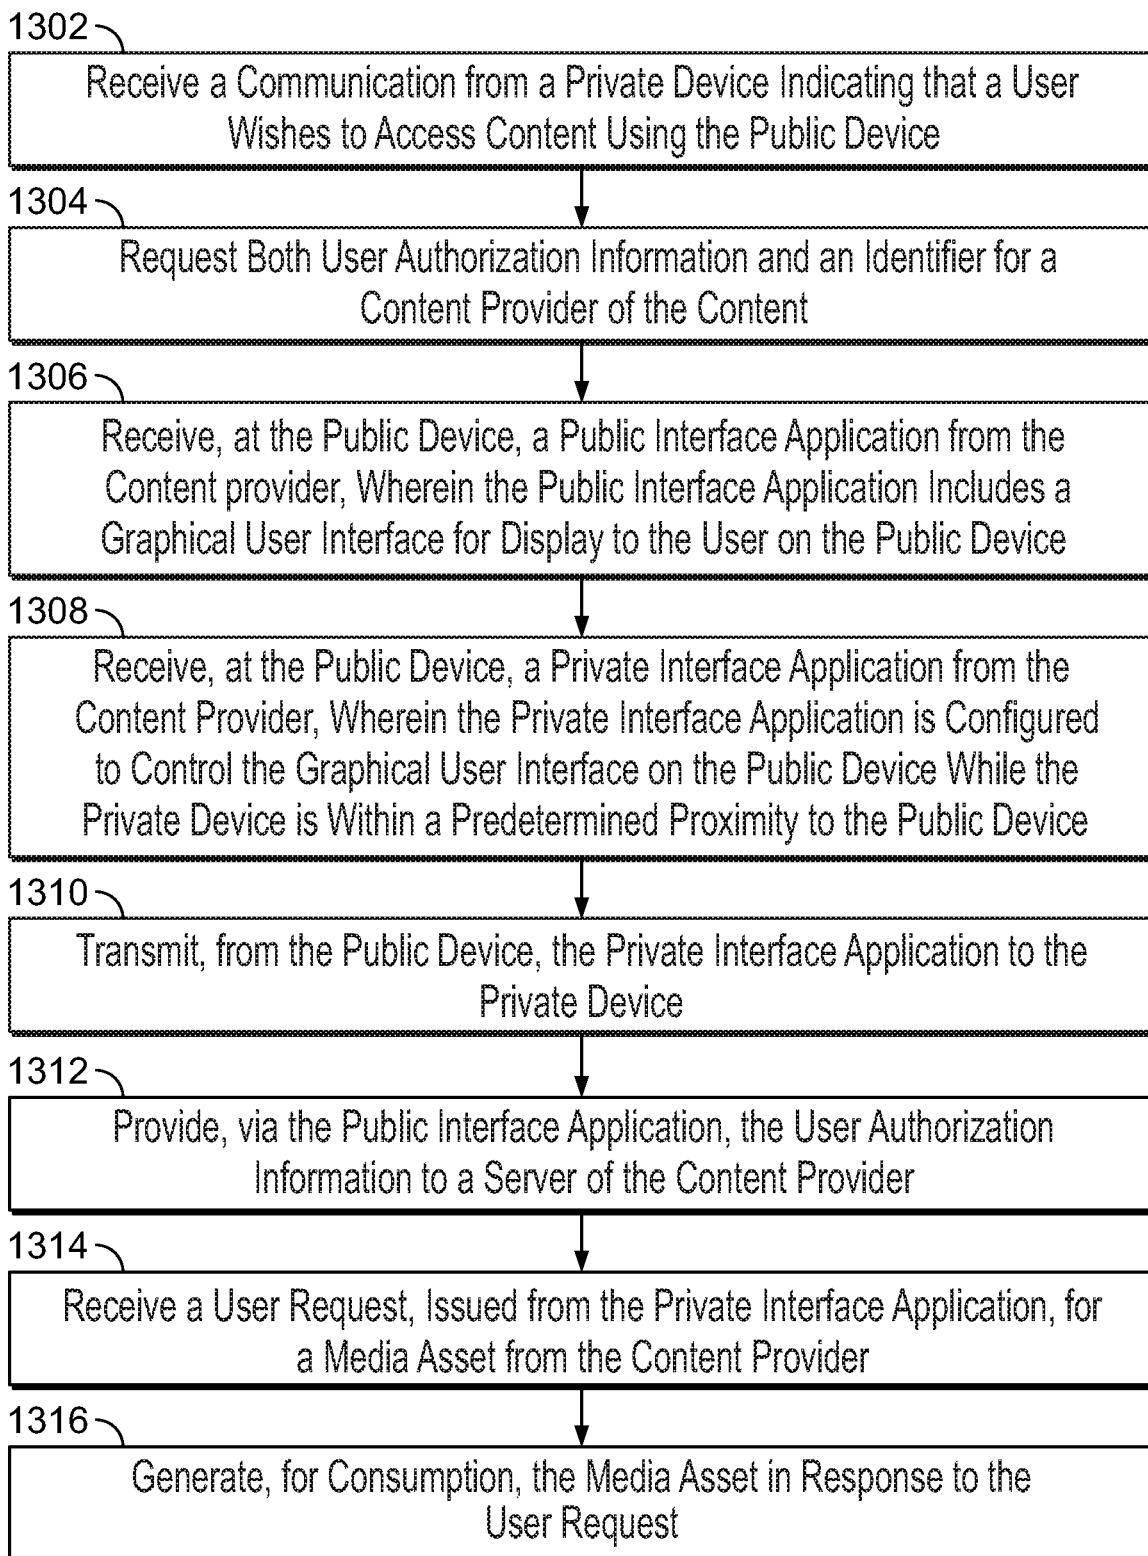 1302
Receive a Communication from a Private Device Indicating that a User
Wishes to Access Content Using the Public Device
1304
Request Both User Authorization Information and an Identifier for a
Content Provider of the Content
1306
Receive, at the Public Device, a Public Interface Application from the
Content provider, Wherein the Public Interface Application Includes a
Graphical User Interface for Display to the User on the Public Device
1308
Receive, at the Public Device, a Private Interface Application from the
Content Provider, Wherein the Private Interface Application is Configured
to Control the Graphical User Interface on the Public Device While the
Private Device is Within a Predetermined Proximity to the Public Device
1310
Transmit, from the Public Device, the Private Interface Application to the
Private Device
1312
Provide, via the Public Interface Application, the User Authorization
Information to a Server of the Content Provider
1314
Receive a User Request, Issued from the Private Interface Application, for
a Media Asset from the Content Provider
1316
Generate, for Consumption, the Media Asset in Response to the
User Request